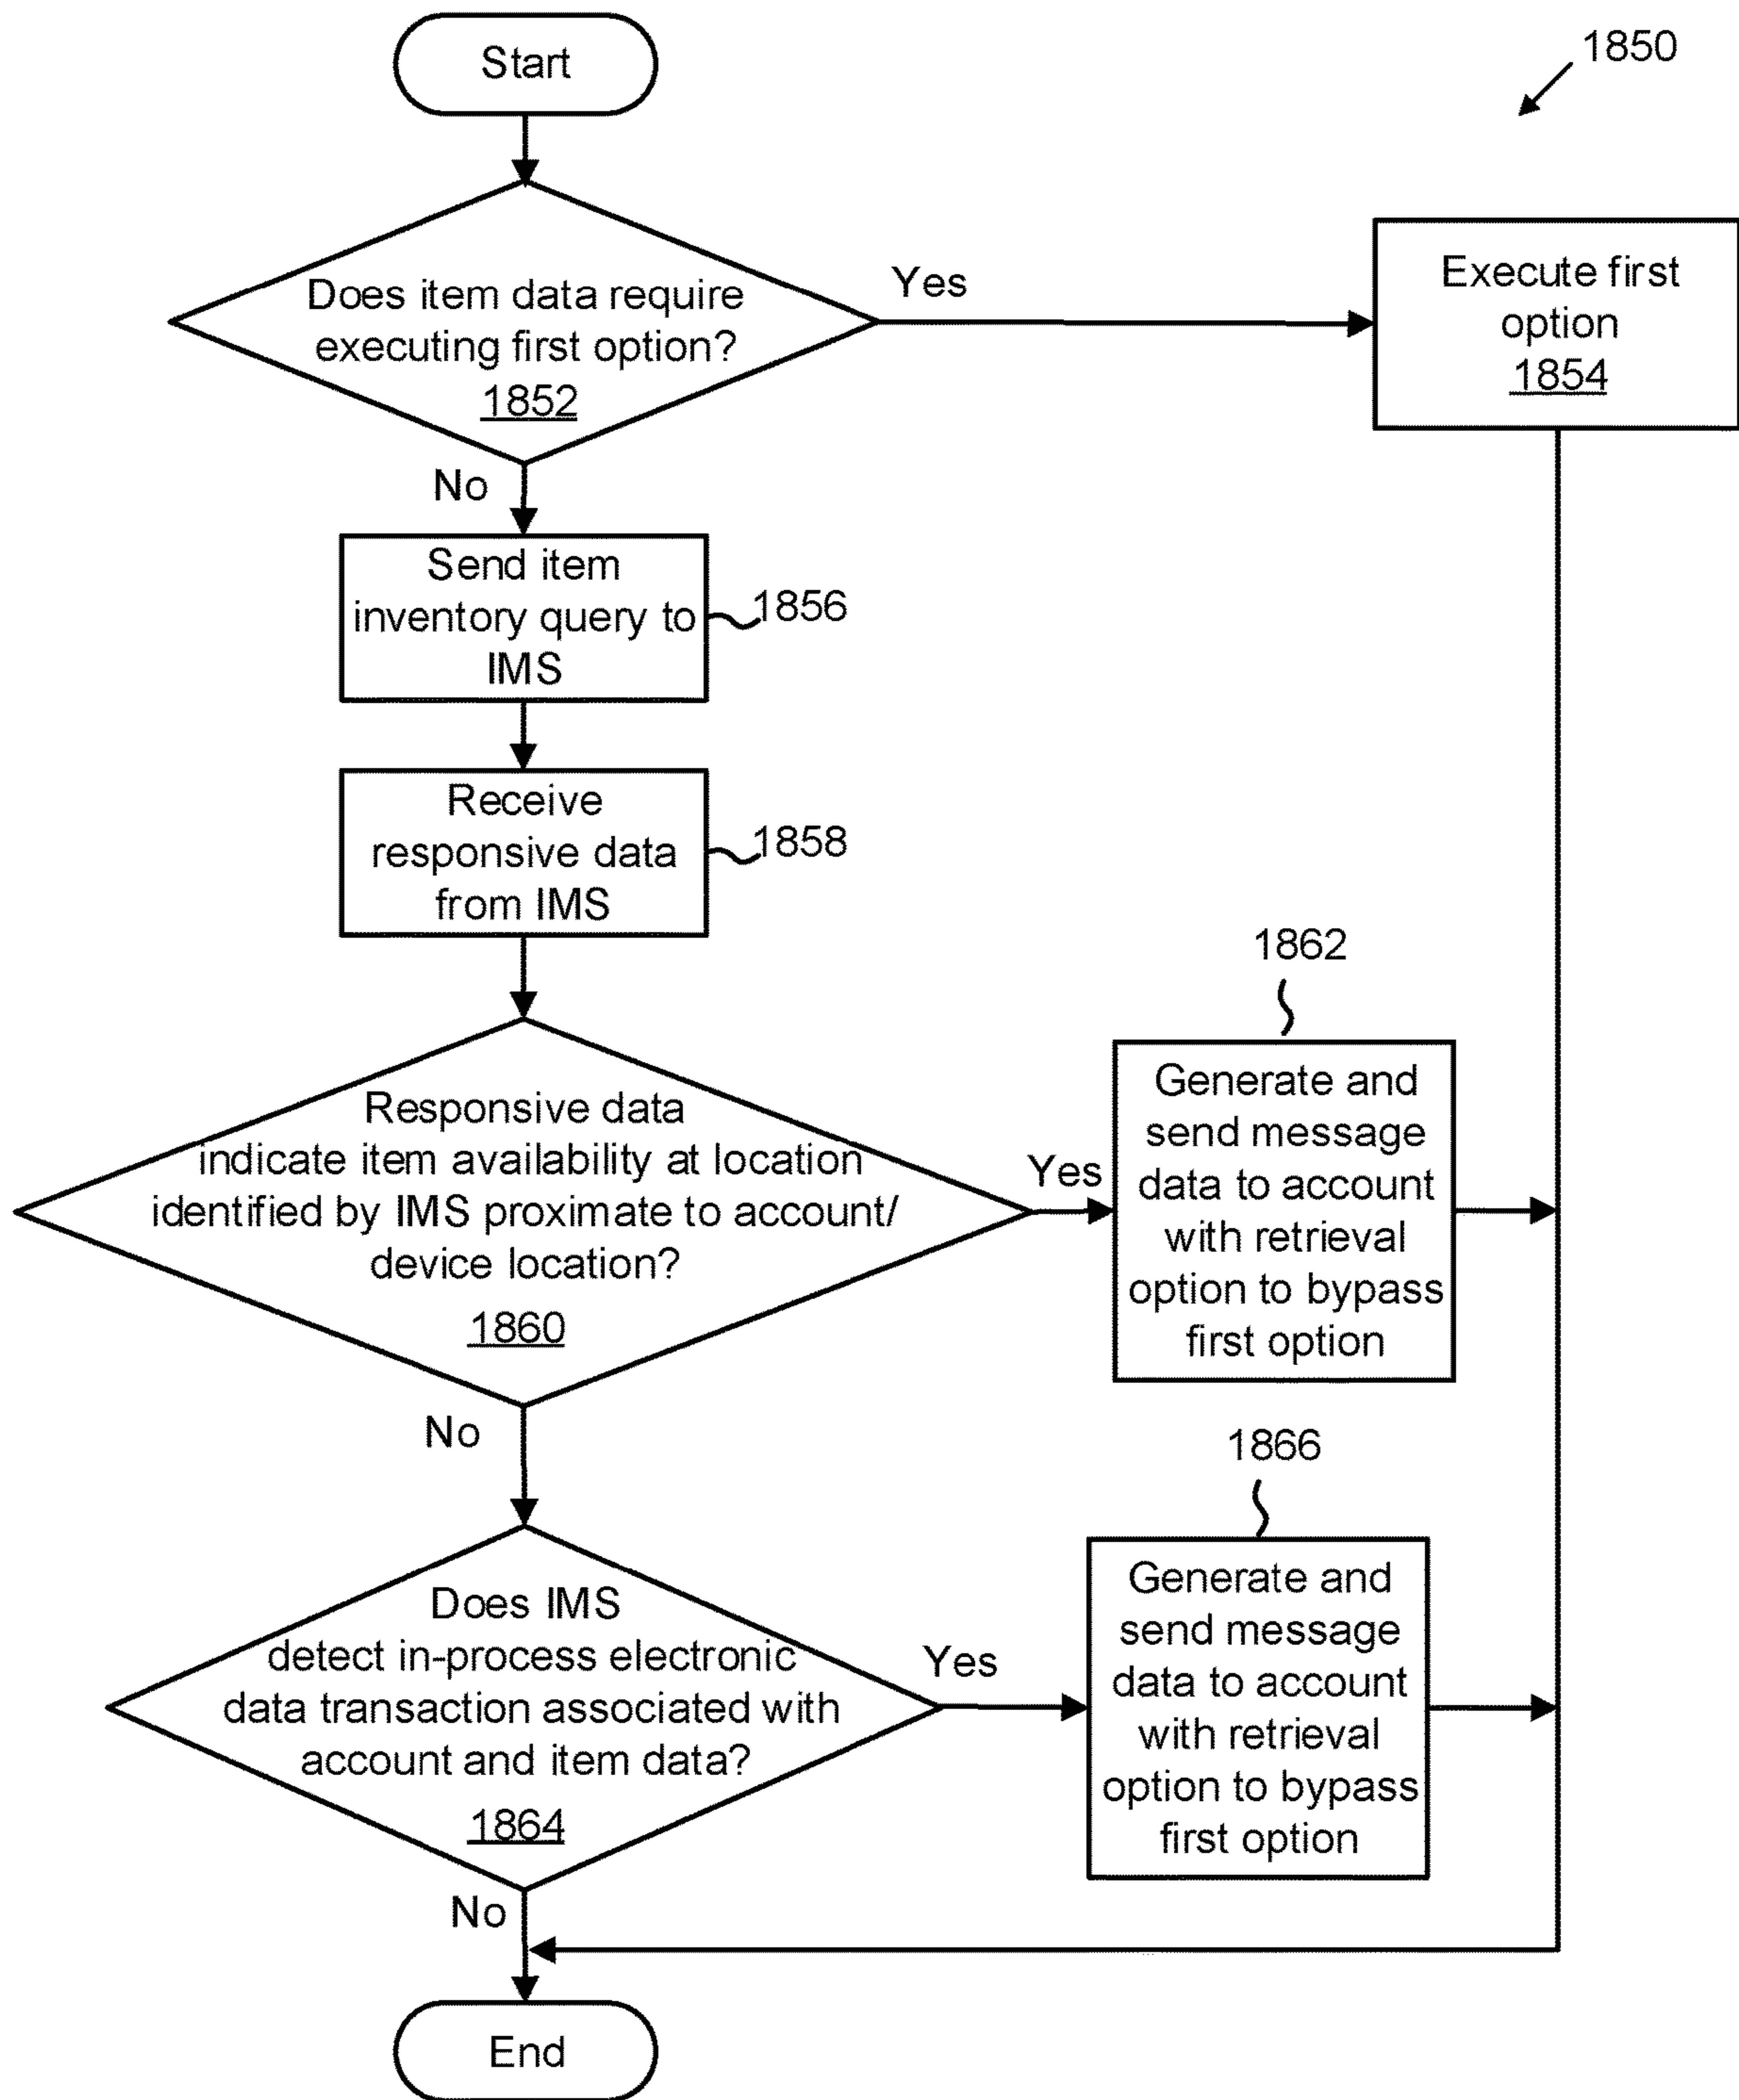 Start
1850
Does item data require
executing first option?
1852
Yes
Execute first
option
1854
No
Send item
inventory query to
IMS
1856
Receive
responsive data
from IMS
1858
Responsive data
indicate item availability at location
identified by IMS proximate to account/
device location?
1860
Yes
1862
Generate and
send message
data to account
with retrieval
option to bypass
first option
No
Does IMS
detect in-process electronic
data transaction associated with
account and item data?
1864
Yes
1866
Generate and
send message
data to account
with retrieval
option to bypass
first option
No
End